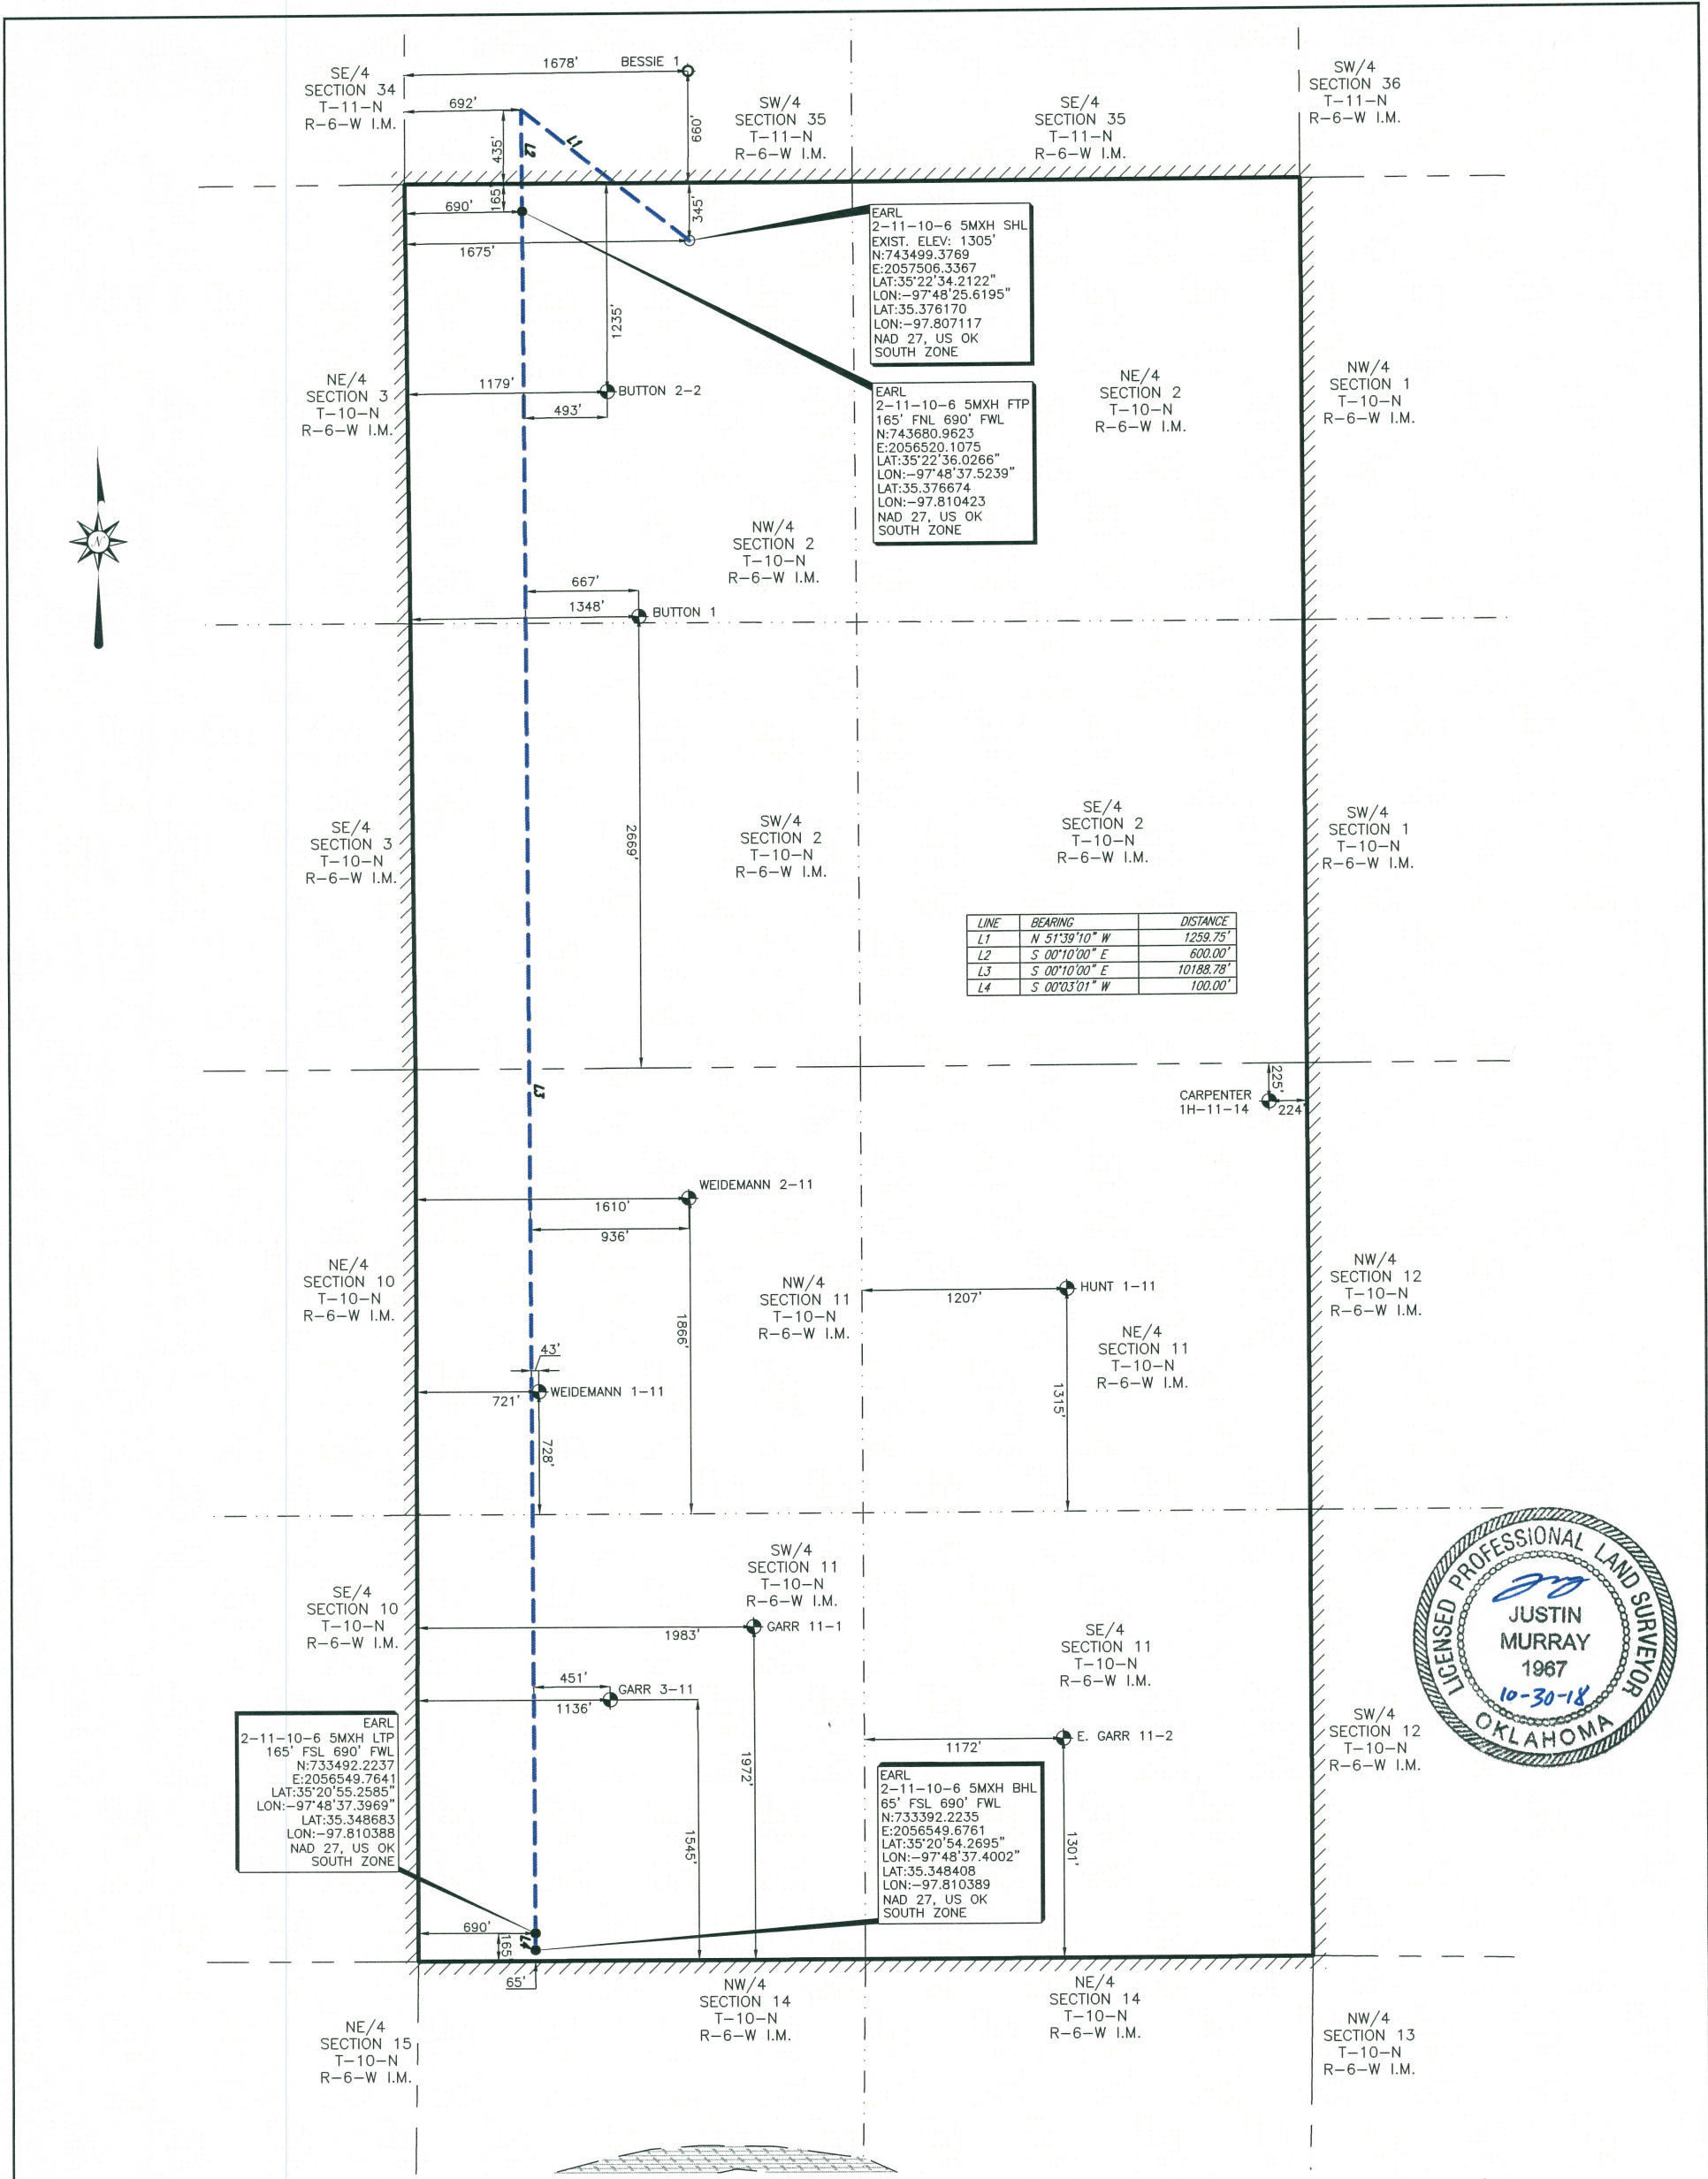 SE/4
SECTION 34
T-11-N
R-6-W I.M.
1678'
BESSIE 1
692'
435'
L2
L1
660'
SW/4
SECTION 35
T-11-N
R-6-W I.M.
SE/4
SECTION 35
T-11-N
R-6-W I.M.
SW/4
SECTION 36
T-11-N
R-6-W I.M.
165'
690'
345'
1675'
EARL
2-11-10-6 5MXH SHL
EXIST. ELEV: 1305'
N:743499.3769
E:2057506.3367
LAT:35°22'34.2122"
LON:-97°48'25.6195"
LAT:35.376170
LON:-97.807117
NAD 27, US OK
SOUTH ZONE
1235'
NE/4
SECTION 3
T-10-N
R-6-W I.M.
1179'
BUTTON 2-2
493'
EARL
2-11-10-6 5MXH FTP
165' FNL 690' FWL
N:743680.9623
E:2056520.1075
LAT:35°22'36.0266"
LON:-97°48'37.5239"
LAT:35.376674
LON:-97.810423
NAD 27, US OK
SOUTH ZONE
NE/4
SECTION 2
T-10-N
R-6-W I.M.
NW/4
SECTION 1
T-10-N
R-6-W I.M.
N
NW/4
SECTION 2
T-10-N
R-6-W I.M.
667'
1348'
BUTTON 1
2669'
SE/4
SECTION 3
T-10-N
R-6-W I.M.
SW/4
SECTION 2
T-10-N
R-6-W I.M.
SE/4
SECTION 2
T-10-N
R-6-W I.M.
SW/4
SECTION 1
T-10-N
R-6-W I.M.
LINE BEARING DISTANCE
L1 N 51°39'10" W 1259.75'
L2 S 00°10'00" E 600.00'
L3 S 00°10'00" E 10188.78'
L4 S 00°03'01" W 100.00'
L3
225'
CARPENTER
1H-11-14
224'
WEIDEMANN 2-11
1610'
936'
NE/4
SECTION 10
T-10-N
R-6-W I.M.
1866'
NW/4
SECTION 11
T-10-N
R-6-W I.M.
1207'
HUNT 1-11
NE/4
SECTION 11
T-10-N
R-6-W I.M.
1315'
NW/4
SECTION 12
T-10-N
R-6-W I.M.
43'
721'
WEIDEMANN 1-11
728'
SE/4
SECTION 10
T-10-N
R-6-W I.M.
SW/4
SECTION 11
T-10-N
R-6-W I.M.
1983'
GARR 11-1
451'
1136'
GARR 3-11
SE/4
SECTION 11
T-10-N
R-6-W I.M.
1172'
E. GARR 11-2
LICENSED PROFESSIONAL LAND SURVEYOR
JUSTIN
MURRAY
1967
10-30-18
OKLAHOMA
SW/4
SECTION 12
T-10-N
R-6-W I.M.
EARL
2-11-10-6 5MXH LTP
165' FSL 690' FWL
N:733492.2237
E:2056549.7641
LAT:35°20'55.2585"
LON:-97°48'37.3969"
LAT:35.348683
LON:-97.810388
NAD 27, US OK
SOUTH ZONE
1545'
1972'
EARL
2-11-10-6 5MXH BHL
65' FSL 690' FWL
N:733392.2235
E:2056549.6761
LAT:35°20'54.2695"
LON:-97°48'37.4002"
LAT:35.348408
LON:-97.810389
NAD 27, US OK
SOUTH ZONE
1301'
690'
165'
L4
65'
NE/4
SECTION 15
T-10-N
R-6-W I.M.
NW/4
SECTION 14
T-10-N
R-6-W I.M.
NE/4
SECTION 14
T-10-N
R-6-W I.M.
NW/4
SECTION 13
T-10-N
R-6-W I.M.